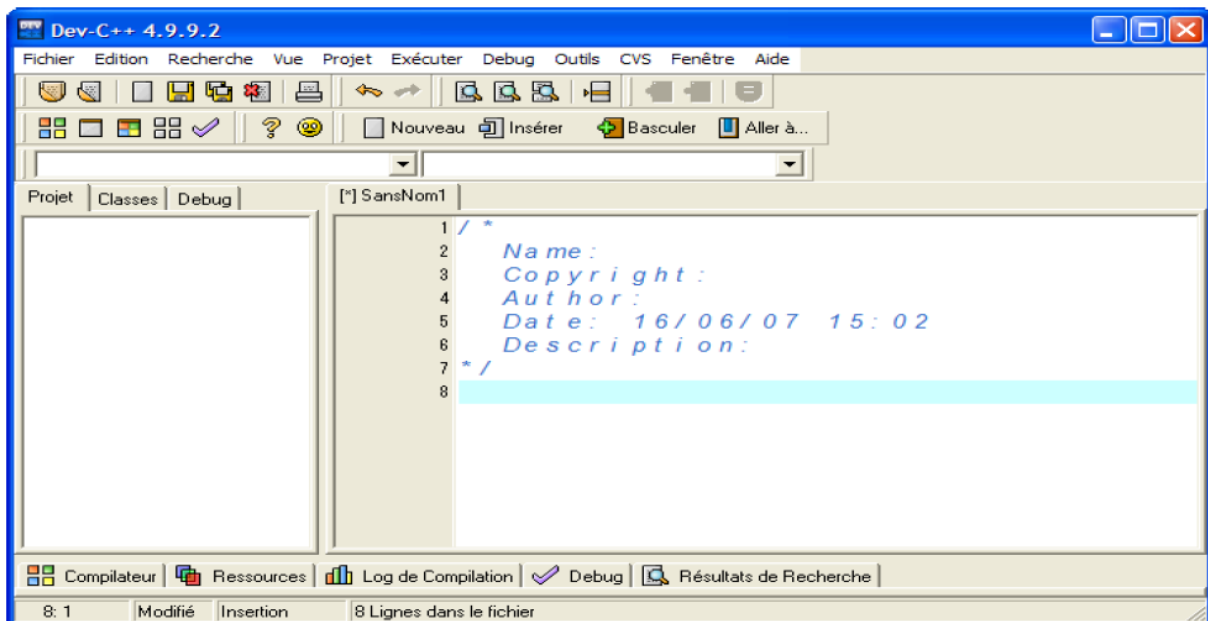 Dev-C++ 4.9.9.2
Fichier Edition Recherche Vue Projet Exécuter Debug Outils CVS Fenêtre Aide
Nouveau Insérer Basculer Aller à...
Projet Classes Debug [*] SansNom1
1 /*
2 Name:
3 Copyright:
4 Author:
5 Date: 16/06/07 15:02
6 Description:
7 */
8
Compilateur Ressources Log de Compilation Debug Résultats de Recherche
8: 1 Modifié Insertion 8 Lignes dans le fichier